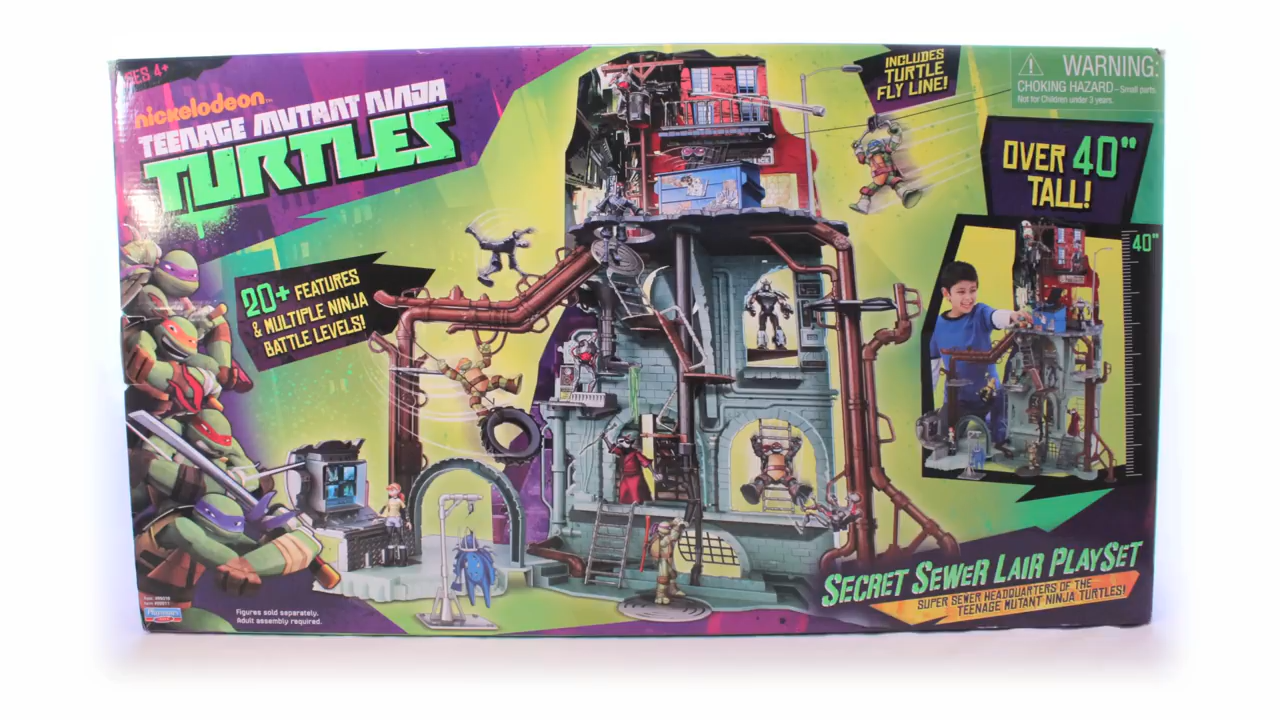 AGES 4+
nickelodeon™
TEENAGE MUTANT NINJA
TURTLES
20+ FEATURES
& MULTIPLE NINJA
BATTLE LEVELS!
INCLUDES
TURTLE
FLY LINE!
WARNING:
CHOKING HAZARD–Small parts.
Not for Children under 3 years.
OVER 40"
TALL!
40"
SECRET SEWER LAIR PLAYSET
SUPER SEWER HEADQUARTERS OF THE
TEENAGE MUTANT NINJA TURTLES!
Figures sold separately.
Adult assembly required.
Playmates